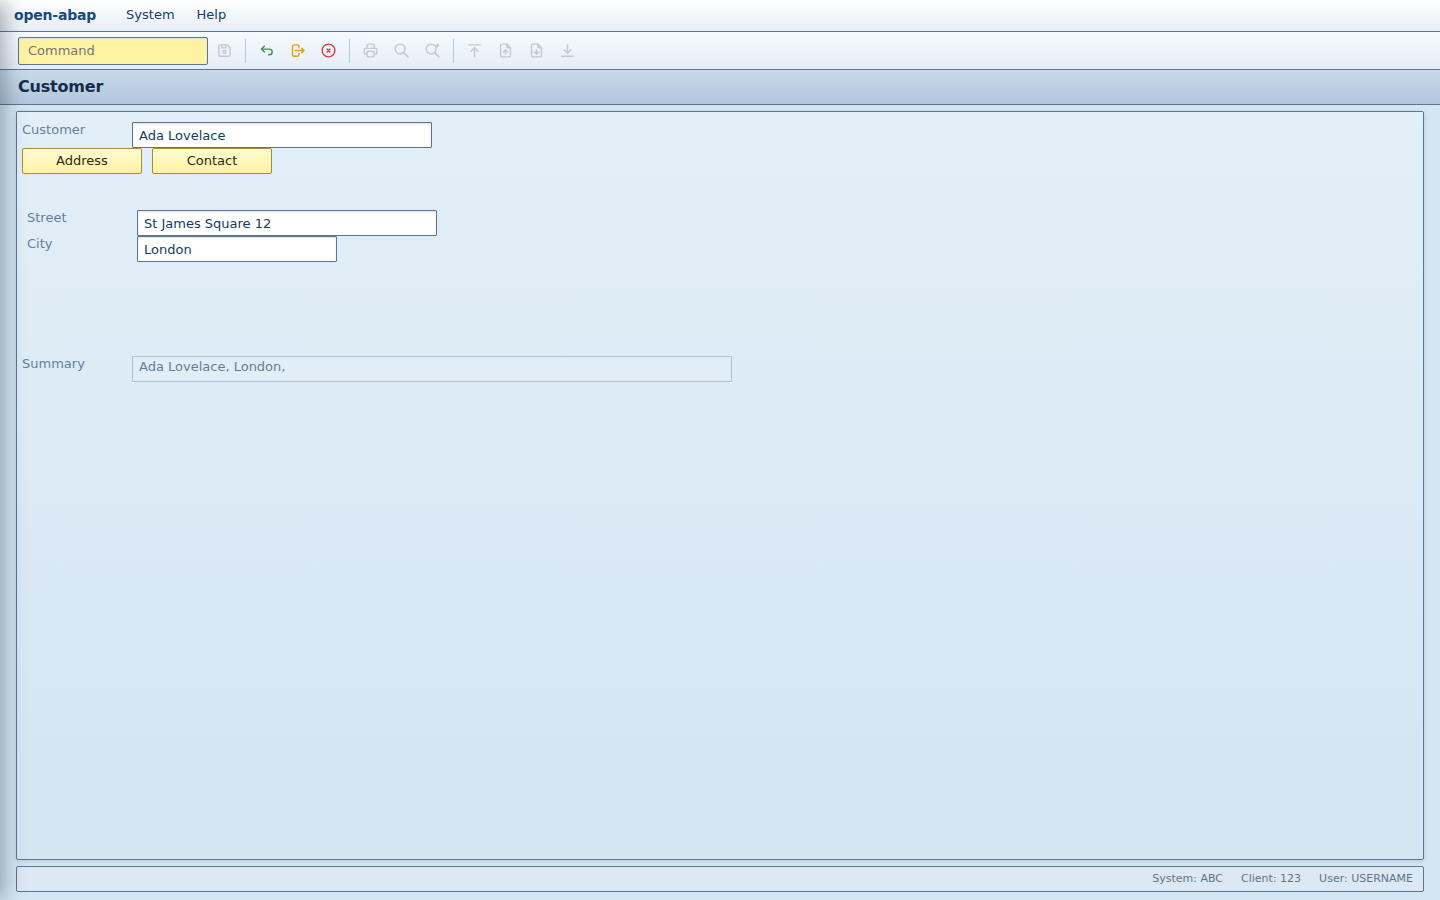 open-abap System Help
Command
Customer
Customer Ada Lovelace
Address Contact
Street St James Square 12
City London
Summary Ada Lovelace, London,
System: ABC Client: 123 User: USERNAME